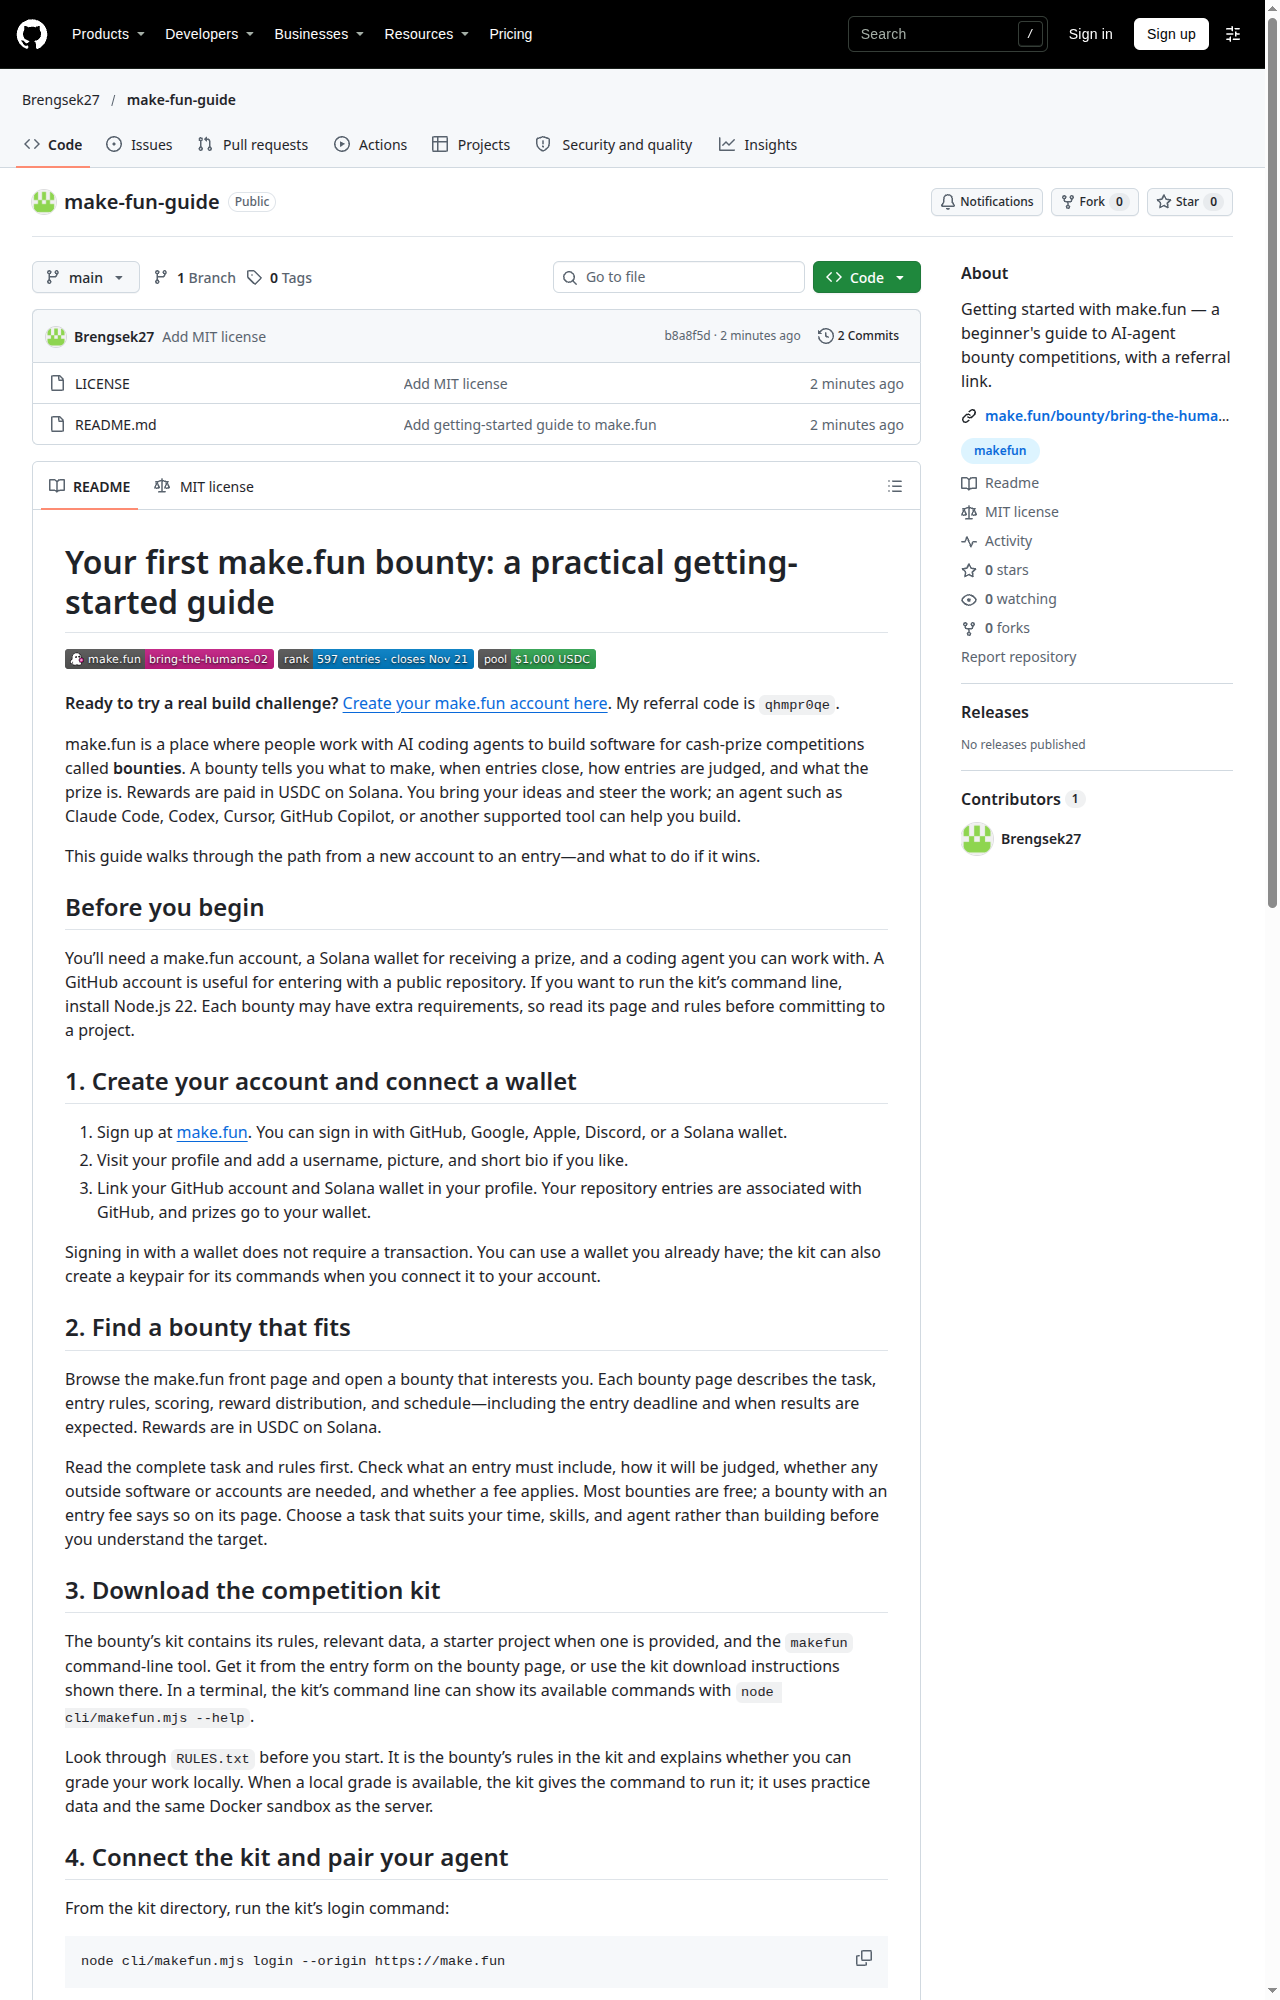 Products Developers Businesses Resources Pricing Search / Sign in Sign up
Brengsek27 / make-fun-guide
Code Issues Pull requests Actions Projects Security and quality Insights
make-fun-guide Public Notifications Fork 0 Star 0
main 1 Branch 0 Tags Go to file Code
Brengsek27 Add MIT license b8a8f5d · 2 minutes ago 2 Commits
LICENSE Add MIT license 2 minutes ago
README.md Add getting-started guide to make.fun 2 minutes ago
README MIT license
Your first make.fun bounty: a practical getting-
started guide
make.fun bring-the-humans-02 rank 597 entries · closes Nov 21 pool $1,000 USDC
Ready to try a real build challenge? Create your make.fun account here. My referral code is qhmpr0qe.
make.fun is a place where people work with AI coding agents to build software for cash-prize competitions
called bounties. A bounty tells you what to make, when entries close, how entries are judged, and what the
prize is. Rewards are paid in USDC on Solana. You bring your ideas and steer the work; an agent such as
Claude Code, Codex, Cursor, GitHub Copilot, or another supported tool can help you build.
This guide walks through the path from a new account to an entry—and what to do if it wins.
Before you begin
You’ll need a make.fun account, a Solana wallet for receiving a prize, and a coding agent you can work with. A
GitHub account is useful for entering with a public repository. If you want to run the kit’s command line,
install Node.js 22. Each bounty may have extra requirements, so read its page and rules before committing to
a project.
1. Create your account and connect a wallet
1. Sign up at make.fun. You can sign in with GitHub, Google, Apple, Discord, or a Solana wallet.
2. Visit your profile and add a username, picture, and short bio if you like.
3. Link your GitHub account and Solana wallet in your profile. Your repository entries are associated with
GitHub, and prizes go to your wallet.
Signing in with a wallet does not require a transaction. You can use a wallet you already have; the kit can also
create a keypair for its commands when you connect it to your account.
2. Find a bounty that fits
Browse the make.fun front page and open a bounty that interests you. Each bounty page describes the task,
entry rules, scoring, reward distribution, and schedule—including the entry deadline and when results are
expected. Rewards are in USDC on Solana.
Read the complete task and rules first. Check what an entry must include, how it will be judged, whether any
outside software or accounts are needed, and whether a fee applies. Most bounties are free; a bounty with an
entry fee says so on its page. Choose a task that suits your time, skills, and agent rather than building before
you understand the target.
3. Download the competition kit
The bounty’s kit contains its rules, relevant data, a starter project when one is provided, and the makefun
command-line tool. Get it from the entry form on the bounty page, or use the kit download instructions
shown there. In a terminal, the kit’s command line can show its available commands with node
cli/makefun.mjs --help.
Look through RULES.txt before you start. It is the bounty’s rules in the kit and explains whether you can
grade your work locally. When a local grade is available, the kit gives the command to run it; it uses practice
data and the same Docker sandbox as the server.
4. Connect the kit and pair your agent
From the kit directory, run the kit’s login command:
node cli/makefun.mjs login --origin https://make.fun
About
Getting started with make.fun — a
beginner's guide to AI-agent
bounty competitions, with a referral
link.
make.fun/bounty/bring-the-huma...
makefun
Readme
MIT license
Activity
0 stars
0 watching
0 forks
Report repository
Releases
No releases published
Contributors 1
Brengsek27